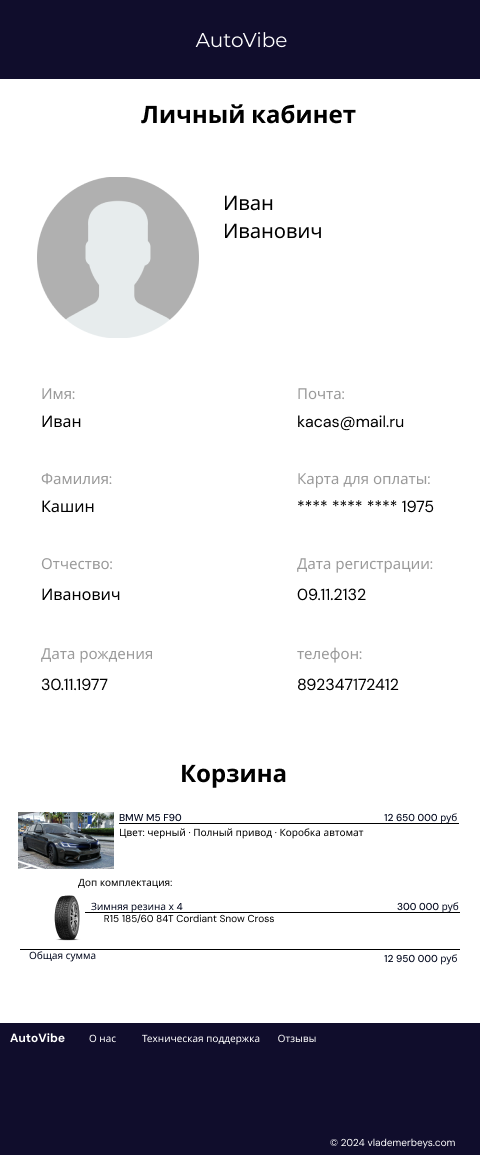 AutoVibe
Личный кабинет
Иван
Иванович
Имя:
Иван
Почта:
kacas@mail.ru
Фамилия:
Кашин
Карта для оплаты:
**** **** **** 1975
Отчество:
Иванович
Дата регистрации:
09.11.2132
Дата рождения
30.11.1977
телефон:
892347172412
Корзина
BMW M5 F90 12 650 000 руб
Цвет: черный · Полный привод · Коробка автомат
Доп комплектация:
Зимняя резина x 4 300 000 руб
R15 185/60 84T Cordiant Snow Cross
Общая сумма 12 950 000 руб
AutoVibe О нас Техническая поддержка Отзывы
© 2024 vlademerbeys.com